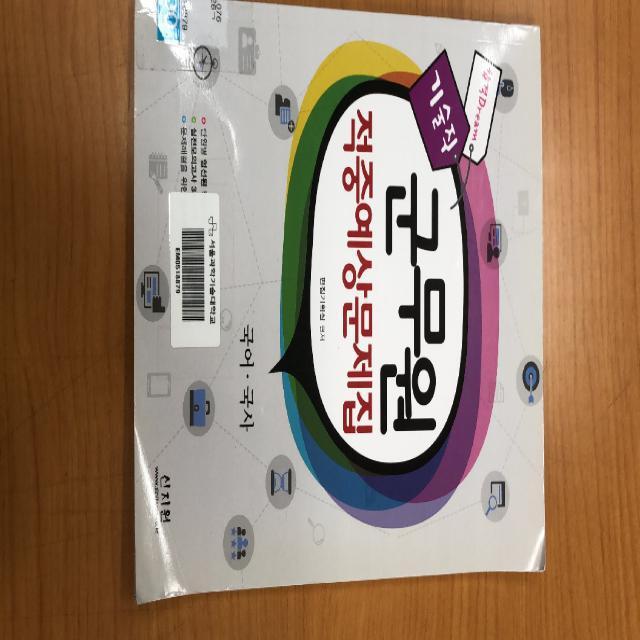 합격Dream
기술직
군무원
적중예상문제집
편집기획실 편저
국어·국사
서울과학기술대학교
EM0518879
신지원